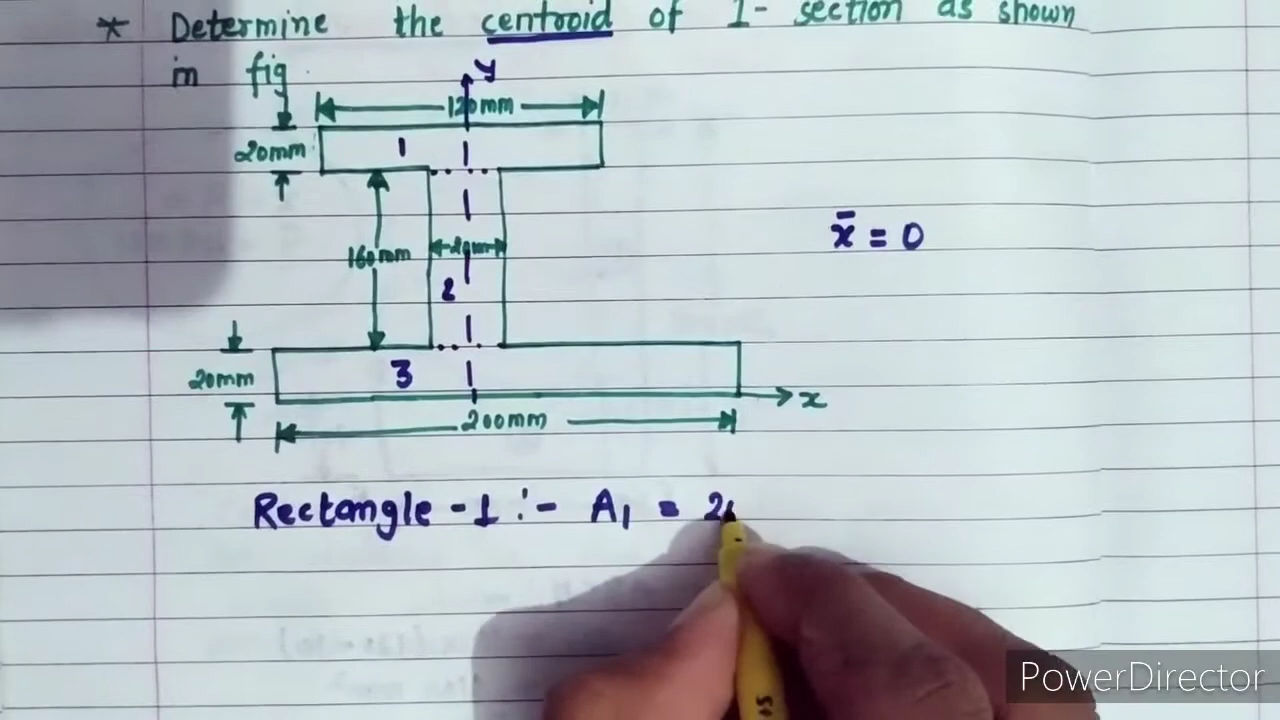 * Determine the centroid of I- section as shown
in fig
y
120mm
20mm
1
160mm
2
x̄ = 0
3
20mm
x
200mm
Rectangle - 1 :- A₁ = 2
PowerDirector